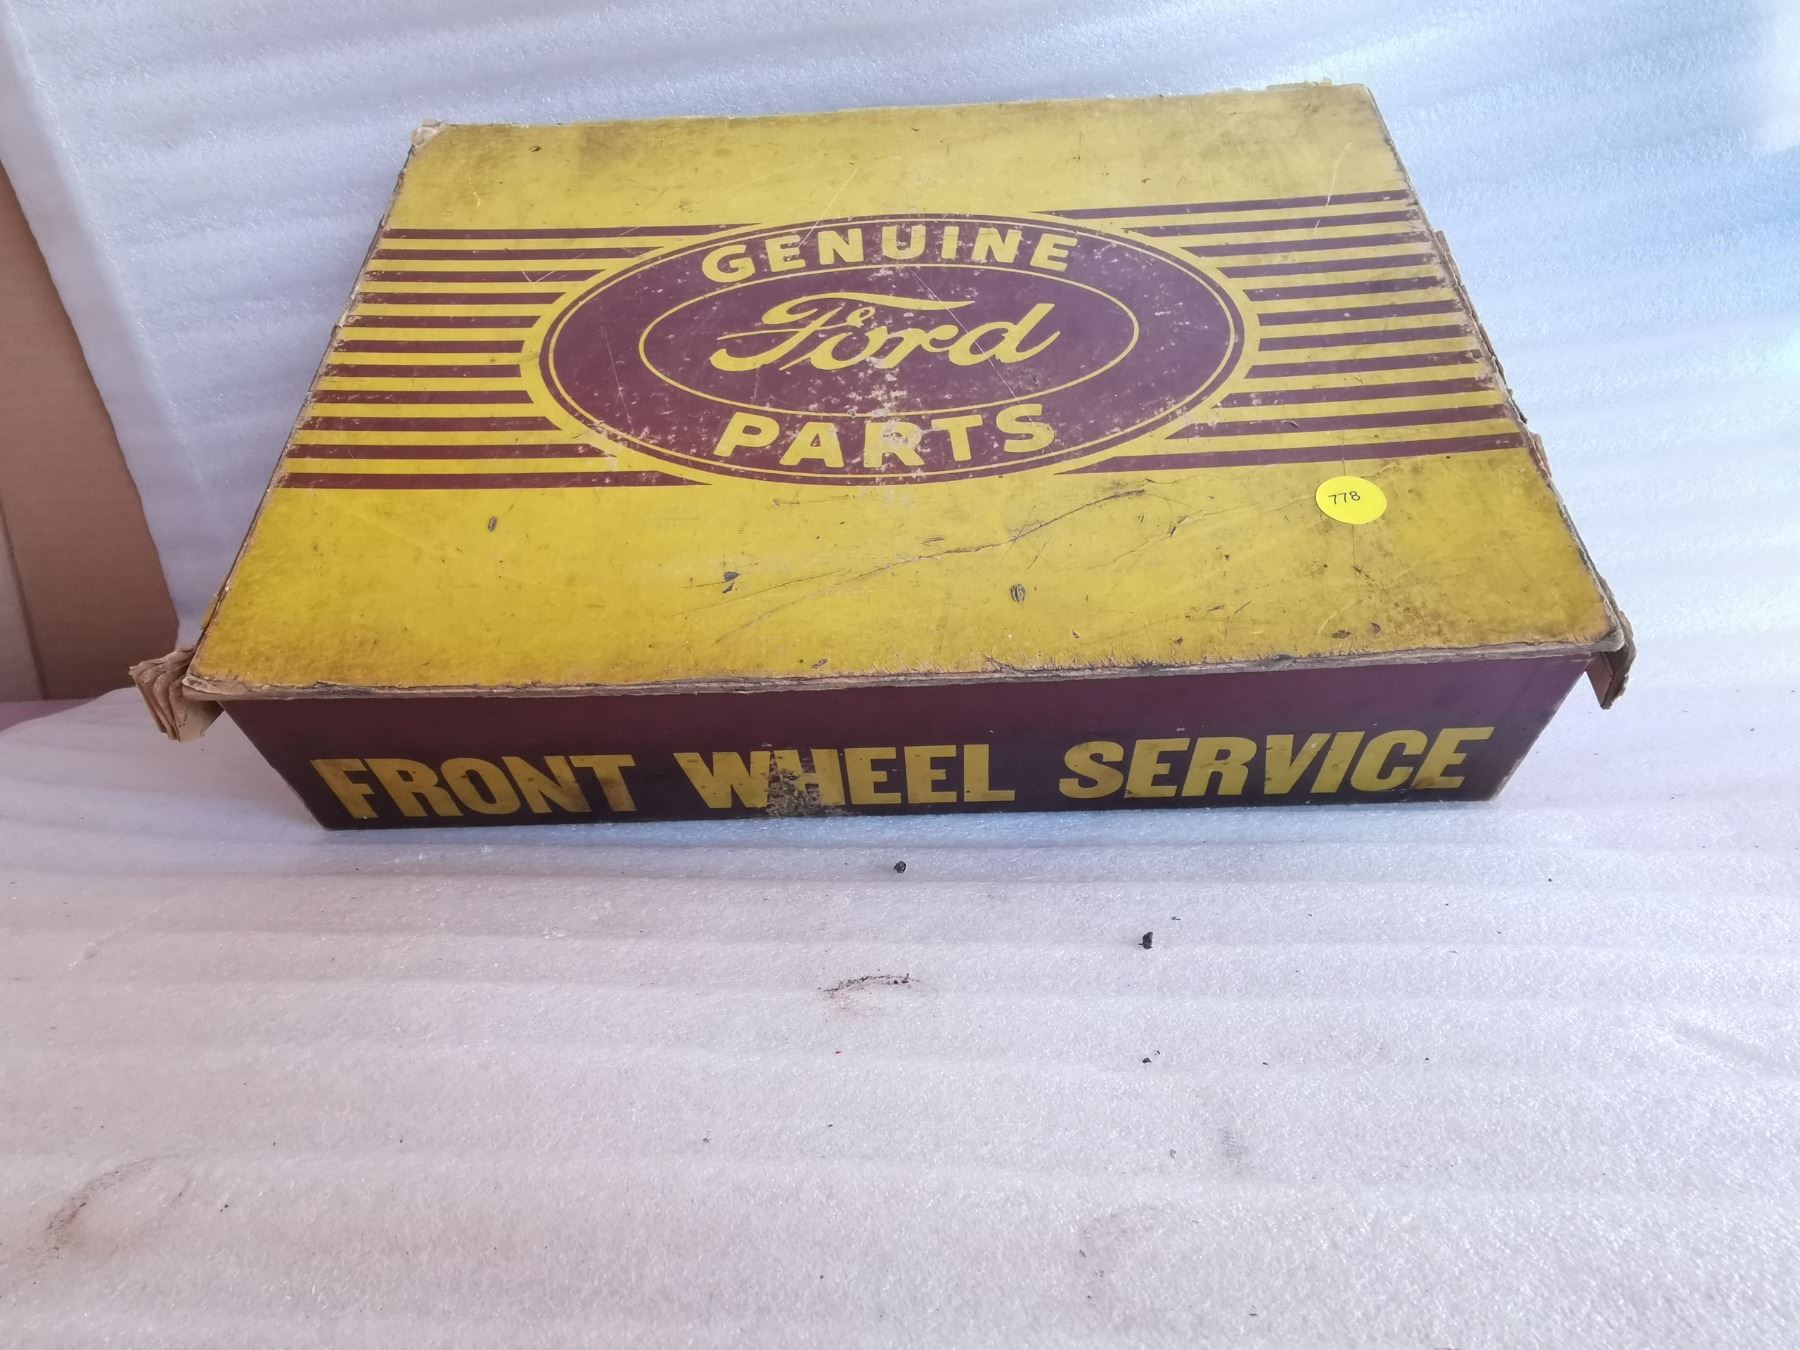 GENUINE
Ford
PARTS
778
FRONT WHEEL SERVICE